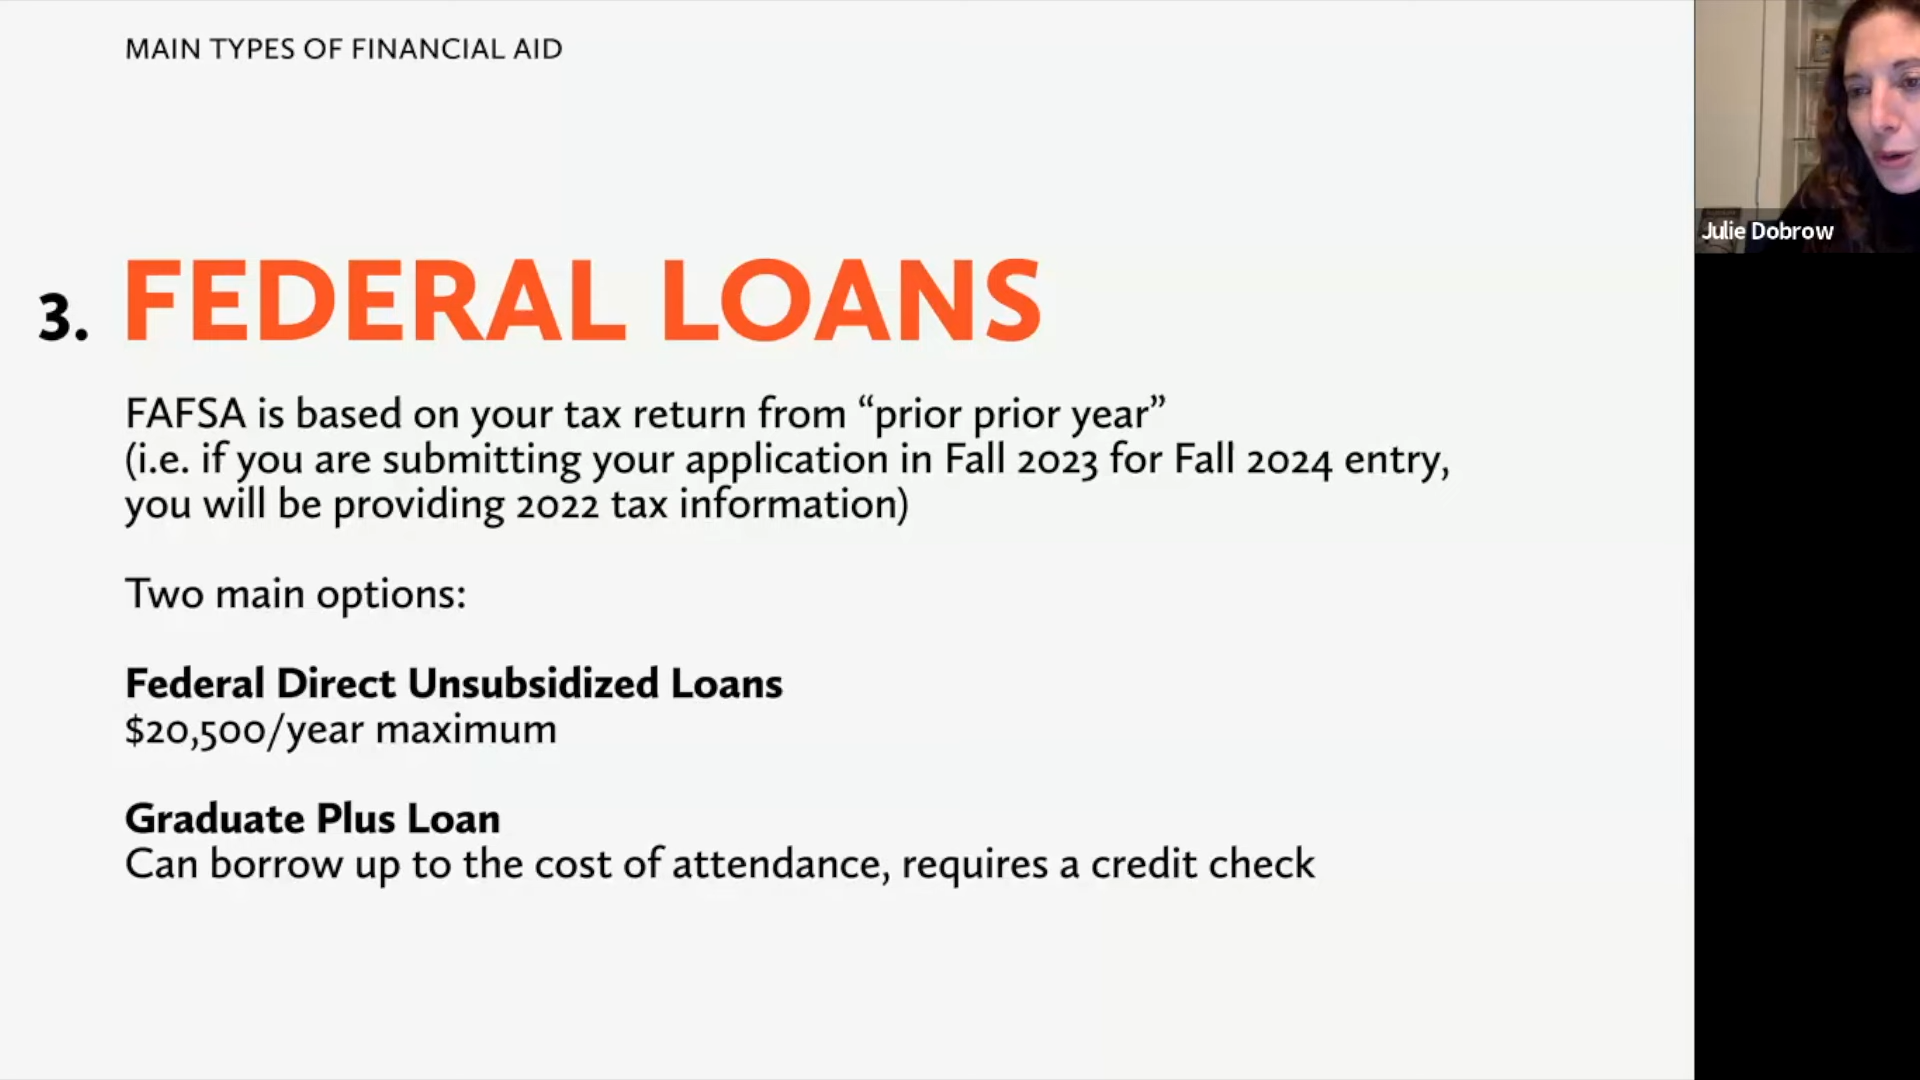 MAIN TYPES OF FINANCIAL AID
3. FEDERAL LOANS
FAFSA is based on your tax return from “prior prior year”
(i.e. if you are submitting your application in Fall 2023 for Fall 2024 entry,
you will be providing 2022 tax information)
Two main options:
Federal Direct Unsubsidized Loans
$20,500/year maximum
Graduate Plus Loan
Can borrow up to the cost of attendance, requires a credit check
Julie Dobrow